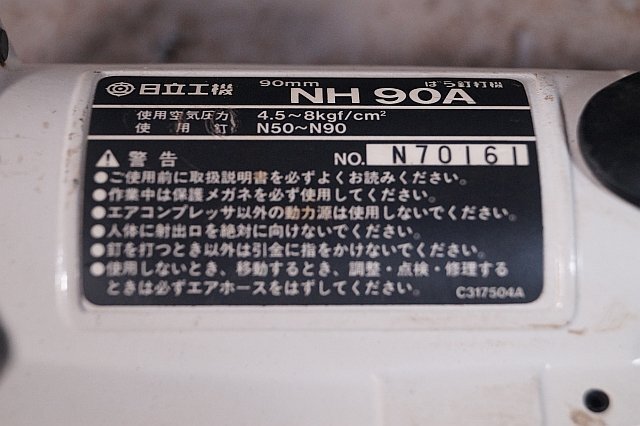 日立工機 90mm NH 90A ばら釘打機
使用空気圧力 4.5～8kgf/cm²
使用釘 N50～N90
警告 NO. N70161
●ご使用前に取扱説明書を必ずよくお読みください。
●作業中は保護メガネを必ず使用してください。
●エアコンプレッサ以外の動力源は使用しないでください。
●人体に射出口を絶対に向けないでください。
●釘を打つとき以外は引金に指をかけないでください。
●使用しないとき、移動するとき、調整・点検・修理する
ときは必ずエアホースをはずしてください。
C317504A